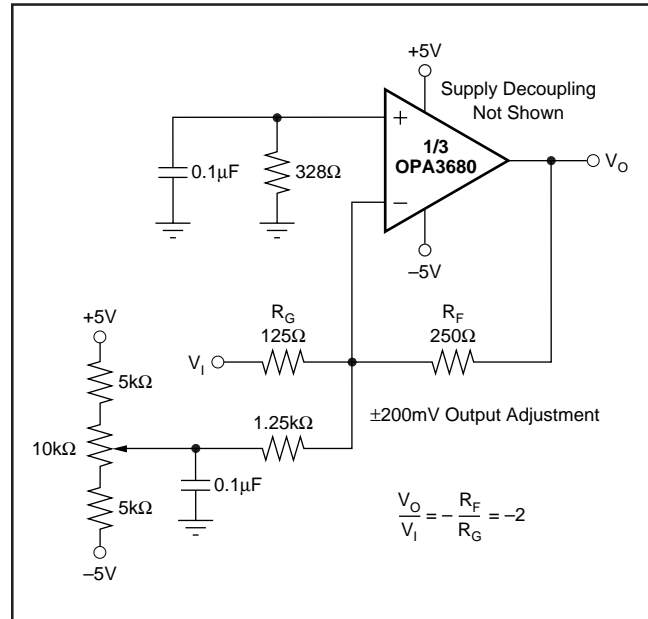 +5V
Supply Decoupling
Not Shown
+
1/3
OPA3680
−
V_O
0.1µF
328Ω
−5V
+5V
R_G
125Ω
R_F
250Ω
V_I
5kΩ
1.25kΩ
±200mV Output Adjustment
10kΩ
0.1µF
5kΩ
V_O/V_I = – R_F/R_G = –2
−5V